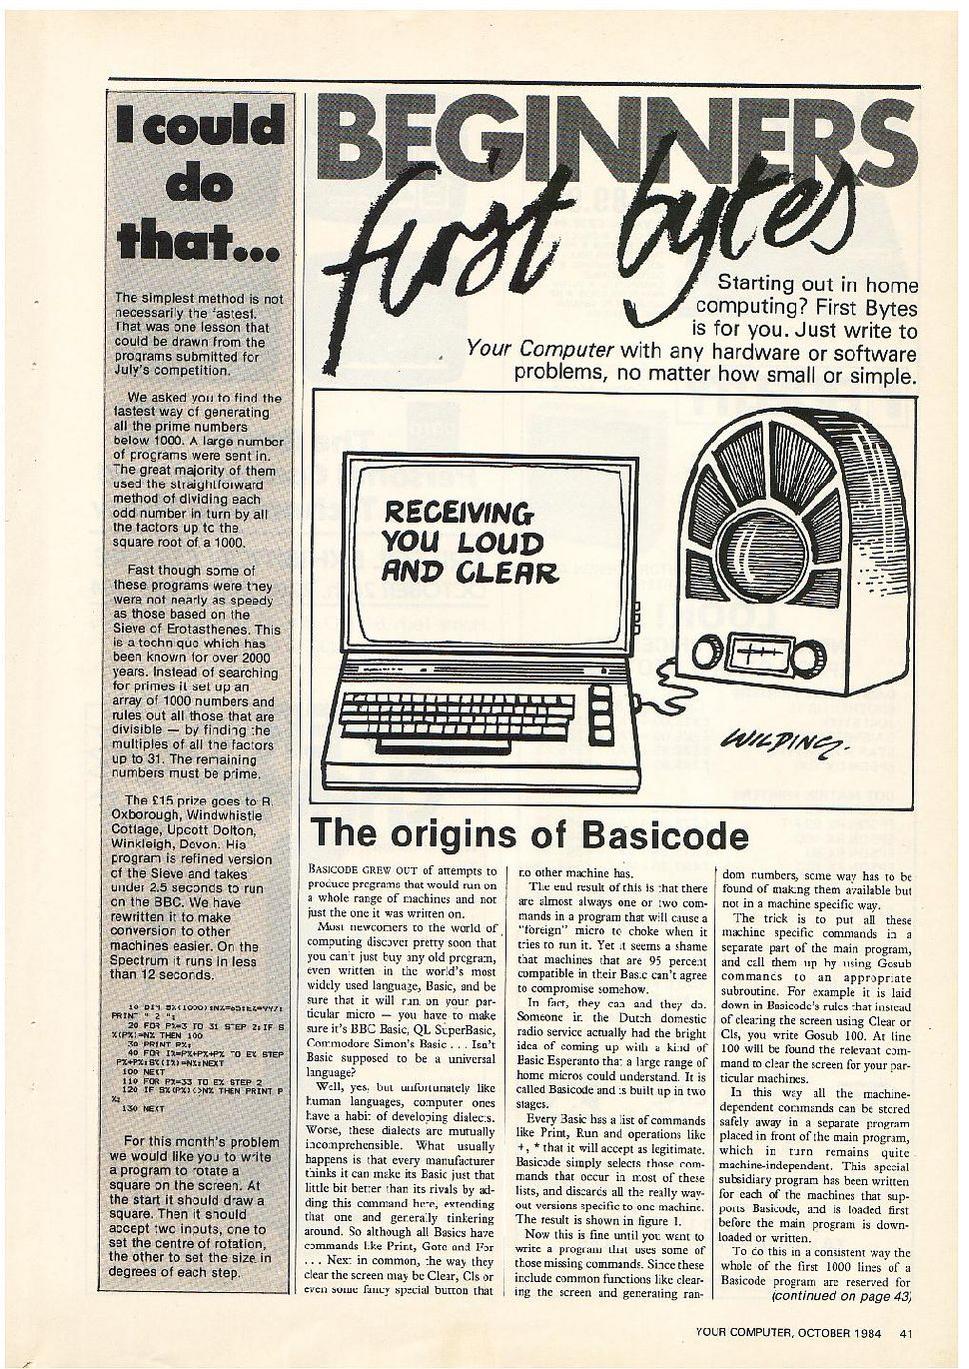 I could
do
that...
The simplest method is not
necessarily the fastest.
That was one lesson that
could be drawn from the
programs submitted for
July's competition.
We asked you to find the
fastest way of generating
all the prime numbers
below 1000. A large number
of programs were sent in.
The great majority of them
used the straightforward
method of dividing each
odd number in turn by all
the factors up to the
square root of a 1000.
Fast though some of
these programs were they
were not nearly as speedy
as those based on the
Sieve of Erotasthenes. This
is a technique which has
been known for over 2000
years. Instead of searching
for primes it set up an
array of 1000 numbers and
rules out all those that are
divisible — by finding the
multiples of all the factors
up to 31. The remaining
numbers must be prime.
The £15 prize goes to R
Oxborough, Windwhistle
Cottage, Upcott Dolton,
Winkleigh, Devon. His
program is refined version
of the Sieve and takes
under 2.5 seconds to run
on the BBC. We have
rewritten it to make
conversion to other
machines easier. On the
Spectrum it runs in less
than 12 seconds.
10 DIM S%(1000):N%=65:E%=997:
PRINT " 2 ";
20 FOR P%=3 TO 31 STEP 2:IF S
%(P%)=N% THEN 100
30 PRINT P%;
40 FOR I%=P%+P%+P% TO E% STEP
P%+P%:S%(I%)=N%:NEXT
100 NEXT
110 FOR P%=33 TO E% STEP 2
120 IF S%(P%)<>N% THEN PRINT P
%;
130 NEXT
For this month's problem
we would like you to write
a program to rotate a
square on the screen. At
the start it should draw a
square. Then it should
accept two inputs, one to
set the centre of rotation,
the other to set the size in
degrees of each step.
BEGINNERS
first bytes
Starting out in home
computing? First Bytes
is for you. Just write to
Your Computer with any hardware or software
problems, no matter how small or simple.
RECEIVING
YOU LOUD
AND CLEAR
WILDING.
The origins of Basicode
BASICODE GREW OUT of attempts to
produce programs that would run on
a whole range of machines and not
just the one it was written on.
Most newcomers to the world of
computing discover pretty soon that
you can't just buy any old program,
even written in the world's most
widely used language, Basic, and be
sure that it will run on your par-
ticular micro — you have to make
sure it's BBC Basic, QL SuperBasic,
Commodore Simon's Basic . . . Isn't
Basic supposed to be a universal
language?
Well, yes, but unfortunately like
human languages, computer ones
have a habit of developing dialects.
Worse, these dialects are mutually
incomprehensible. What usually
happens is that every manufacturer
thinks it can make its Basic just that
little bit better than its rivals by ad-
ding this command here, extending
that one and generally tinkering
around. So although all Basics have
commands like Print, Goto and For
. . . Next in common, the way they
clear the screen may be Clear, Cls or
even some fancy special button that
no other machine has.
The end result of this is that there
are almost always one or two com-
mands in a program that will cause a
"foreign" micro to choke when it
tries to run it. Yet it seems a shame
that machines that are 95 percent
compatible in their Basic can't agree
to compromise somehow.
In fact, they can and they do.
Someone in the Dutch domestic
radio service actually had the bright
idea of coming up with a kind of
Basic Esperanto that a large range of
home micros could understand. It is
called Basicode and is built up in two
stages.
Every Basic has a list of commands
like Print, Run and operations like
+, * that it will accept as legitimate.
Basicode simply selects those com-
mands that occur in most of these
lists, and discards all the really way-
out versions specific to one machine.
The result is shown in figure 1.
Now this is fine until you want to
write a program that uses some of
those missing commands. Since these
include common functions like clear-
ing the screen and generating ran-
dom numbers, some way has to be
found of making them available but
not in a machine specific way.
The trick is to put all these
machine specific commands in a
separate part of the main program,
and call them up by using Gosub
commands to an appropriate
subroutine. For example it is laid
down in Basicode's rules that instead
of clearing the screen using Clear or
Cls, you write Gosub 100. At line
100 will be found the relevant com-
mand to clear the screen for your par-
ticular machines.
In this way all the machine-
dependent commands can be stored
safely away in a separate program
placed in front of the main program,
which in turn remains quite
machine-independent. This special
subsidiary program has been written
for each of the machines that sup-
ports Basicode, and is loaded first
before the main program is down-
loaded or written.
To do this in a consistent way the
whole of the first 1000 lines of a
Basicode program are reserved for
(continued on page 43)
YOUR COMPUTER, OCTOBER 1984 41